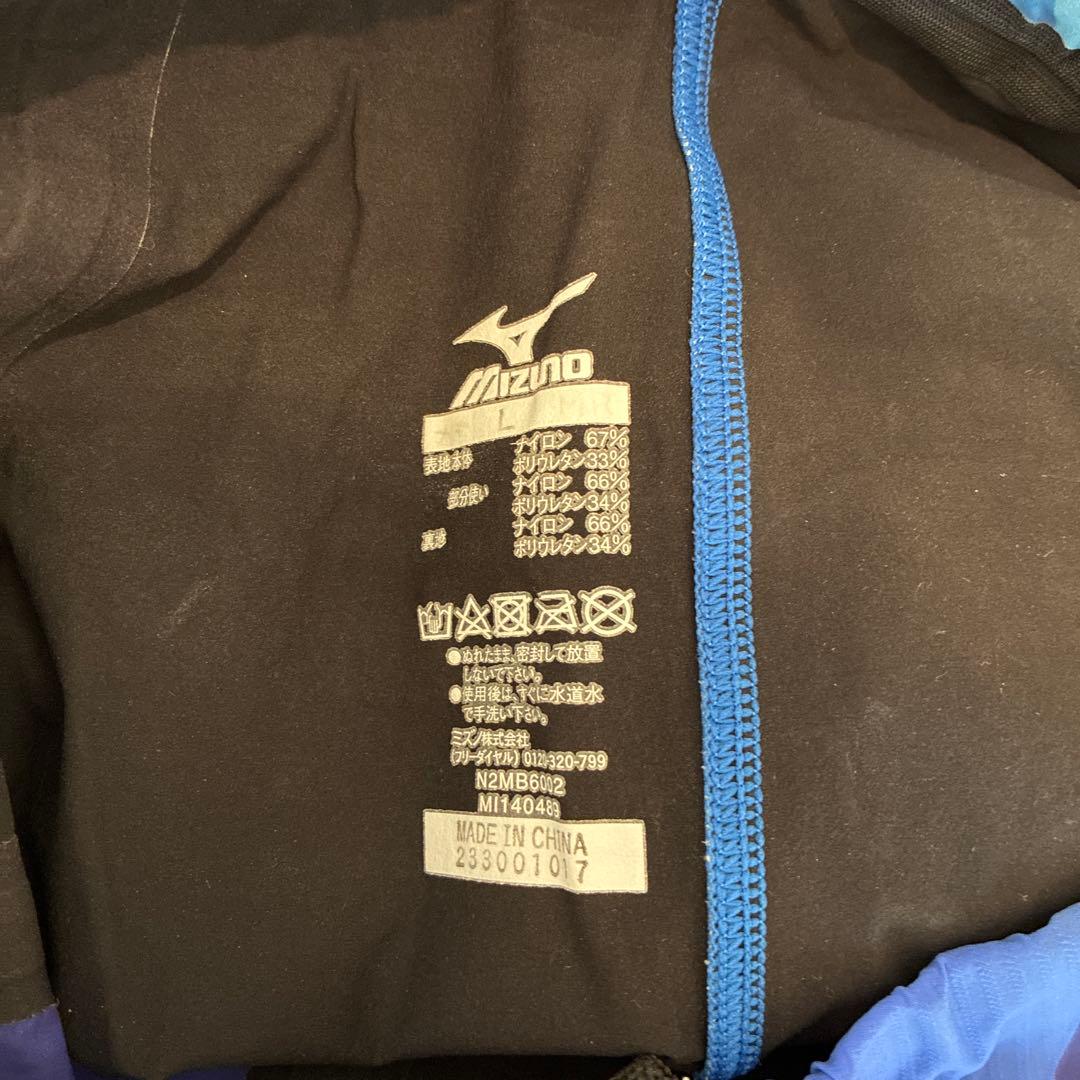 MIZUNO
L
表地本体 ナイロン 67%
ポリウレタン33%
部分使い ナイロン 66%
ポリウレタン34%
裏地 ナイロン 66%
ポリウレタン34%
●ぬれたまま、密封して放置
しないで下さい。
●使用後は、すぐに水道水
で手洗い下さい。
ミズノ株式会社
(フリーダイヤル) 0120-320-799
N2MB6002
MI140489
MADE IN CHINA
233001017